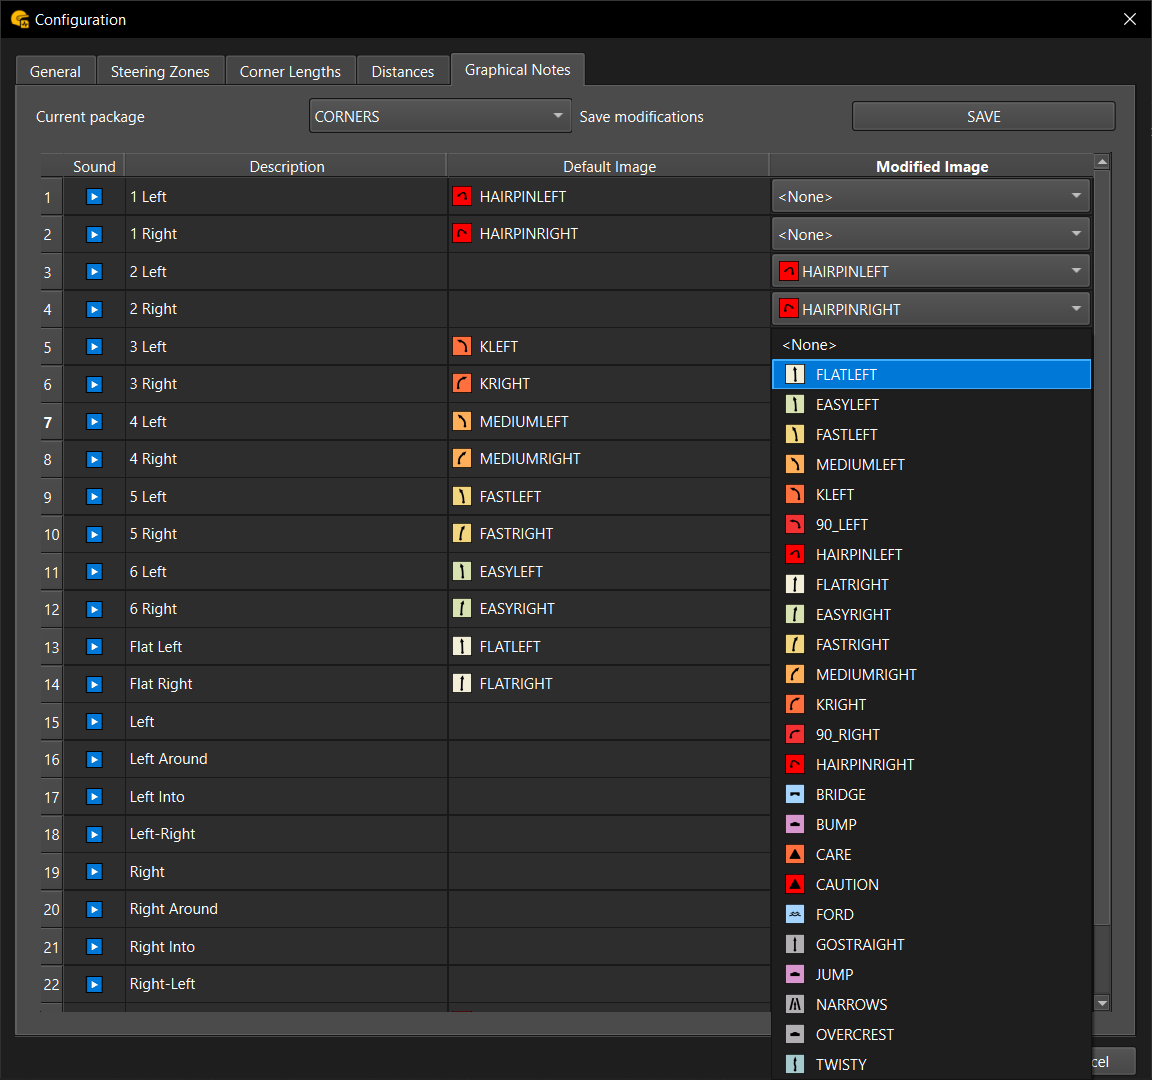 Configuration
General Steering Zones Corner Lengths Distances Graphical Notes
Current package CORNERS Save modifications SAVE
Sound Description Default Image Modified Image
1 1 Left HAIRPINLEFT <None>
2 1 Right HAIRPINRIGHT <None>
3 2 Left HAIRPINLEFT
4 2 Right HAIRPINRIGHT
5 3 Left KLEFT
6 3 Right KRIGHT
7 4 Left MEDIUMLEFT
8 4 Right MEDIUMRIGHT
9 5 Left FASTLEFT
10 5 Right FASTRIGHT
11 6 Left EASYLEFT
12 6 Right EASYRIGHT
13 Flat Left FLATLEFT
14 Flat Right FLATRIGHT
15 Left
16 Left Around
17 Left Into
18 Left-Right
19 Right
20 Right Around
21 Right Into
22 Right-Left
<None>
FLATLEFT
EASYLEFT
FASTLEFT
MEDIUMLEFT
KLEFT
90_LEFT
HAIRPINLEFT
FLATRIGHT
EASYRIGHT
FASTRIGHT
MEDIUMRIGHT
KRIGHT
90_RIGHT
HAIRPINRIGHT
BRIDGE
BUMP
CARE
CAUTION
FORD
GOSTRAIGHT
JUMP
NARROWS
OVERCREST
TWISTY
cel